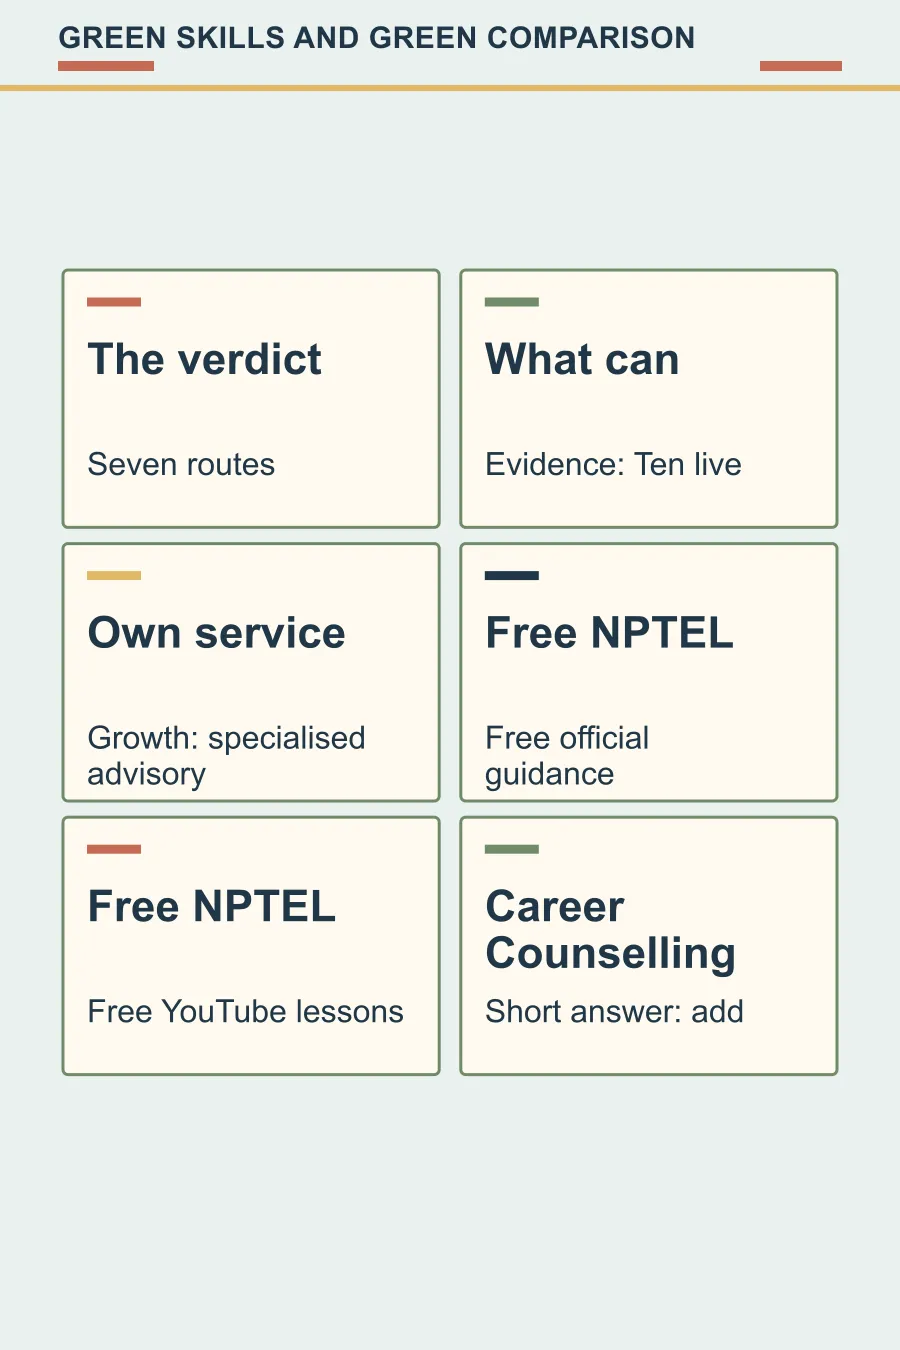 GREEN SKILLS AND GREEN COMPARISON
The verdict
Seven routes
What can
Evidence: Ten live
Own service
Growth: specialised
advisory
Free NPTEL
Free official
guidance
Free NPTEL
Free YouTube lessons
Career
Counselling
Short answer: add